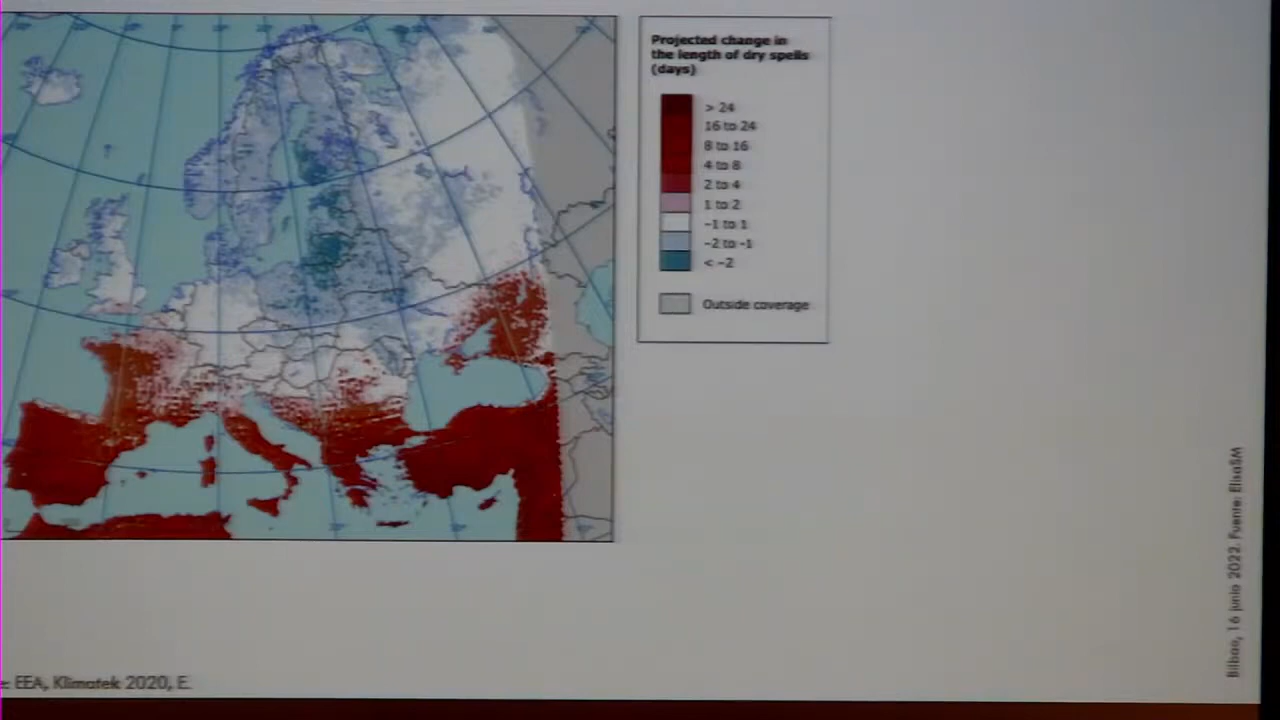 Projected change in
the length of dry spells
(days)
> 24
16 to 24
8 to 16
4 to 8
2 to 4
1 to 2
-1 to 1
-2 to -1
< -2
Outside coverage
Bilbao, 16 junio 2022. Fuente: ElisaSM
: EEA, Klimatek 2020, E.